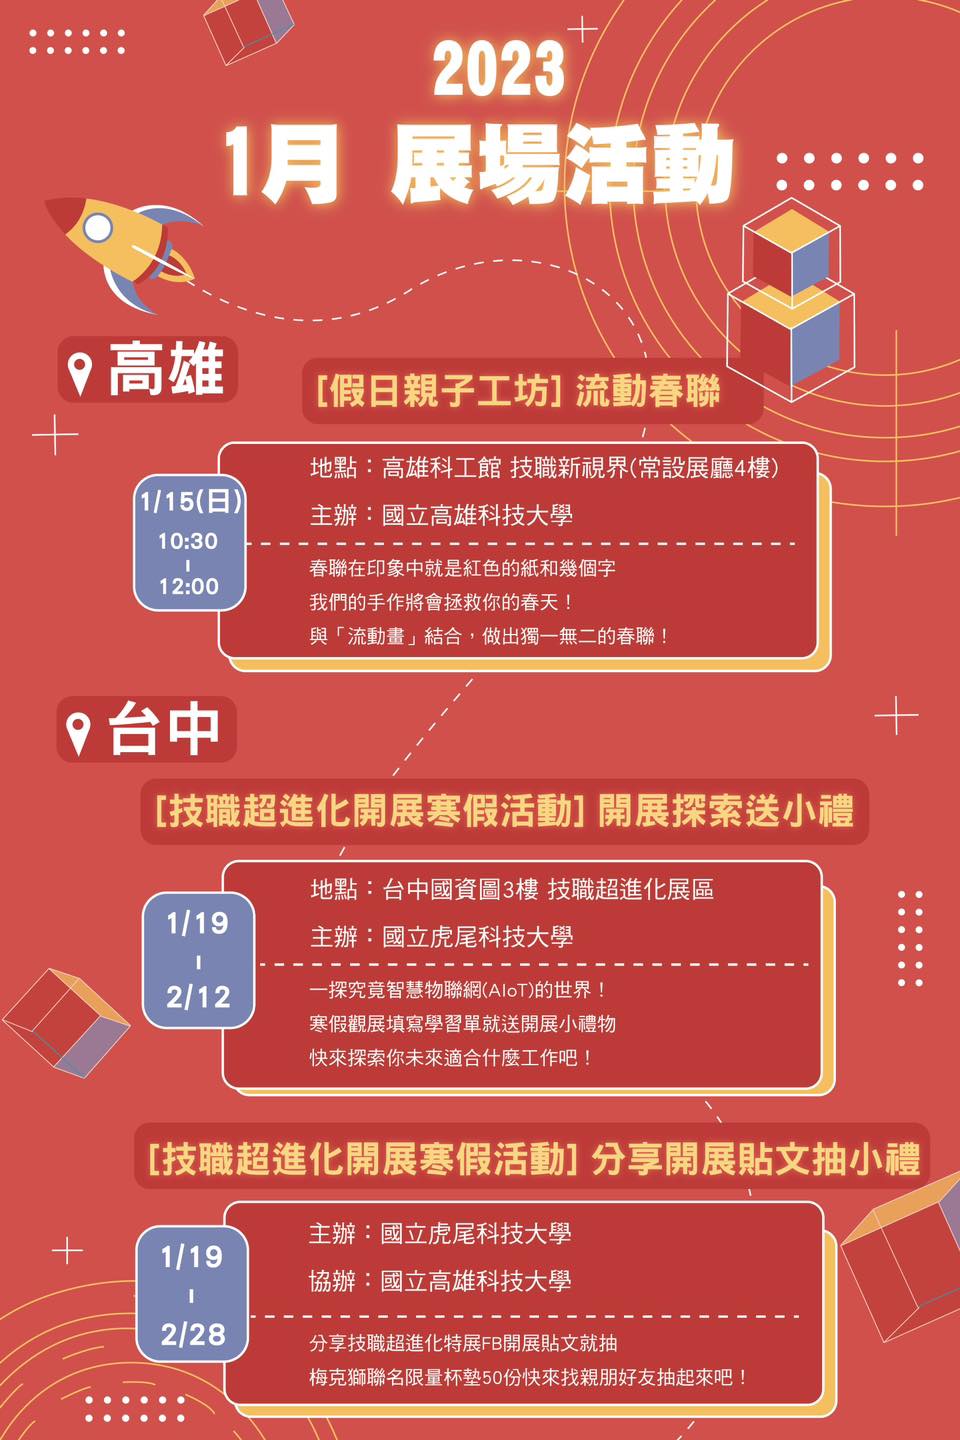 2023
1月 展場活動
高雄
[假日親子工坊] 流動春聯
1/15(日)
10:30
-
12:00
地點：高雄科工館 技職新視界(常設展廳4樓)
主辦：國立高雄科技大學
春聯在印象中就是紅色的紙和幾個字
我們的手作將會拯救你的春天！
與「流動畫」結合，做出獨一無二的春聯！
台中
[技職超進化開展寒假活動] 開展探索送小禮
1/19
-
2/12
地點：台中國資圖3樓 技職超進化展區
主辦：國立虎尾科技大學
一探究竟智慧物聯網(AIoT)的世界！
寒假觀展填寫學習單就送開展小禮物
快來探索你未來適合什麼工作吧！
[技職超進化開展寒假活動] 分享開展貼文抽小禮
1/19
-
2/28
主辦：國立虎尾科技大學
協辦：國立高雄科技大學
分享技職超進化特展FB開展貼文就抽
梅克獅聯名限量杯墊50份快來找親朋好友抽起來吧！